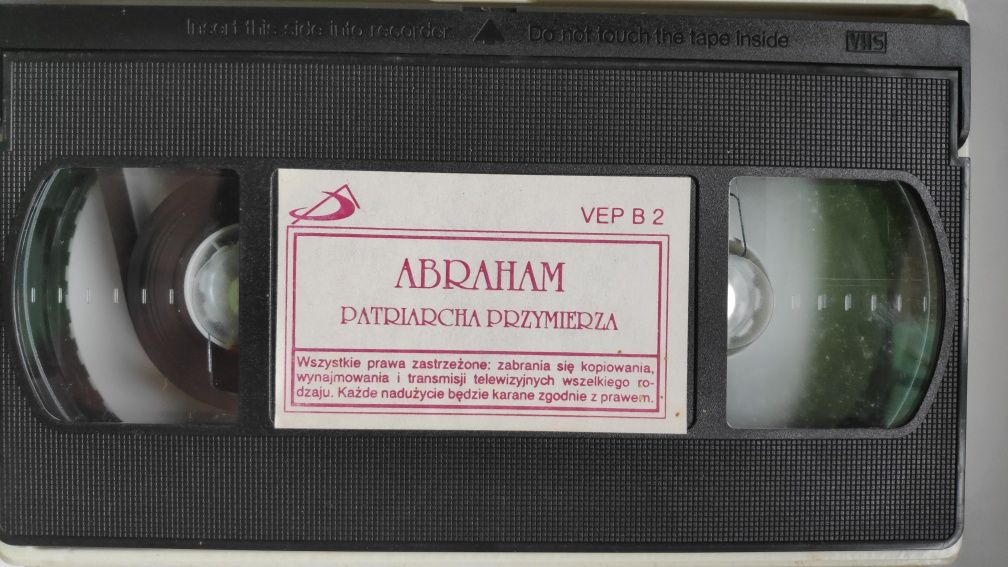 Insert this side into recorder Do not touch the tape inside VHS
VEP B 2
ABRAHAM
PATRIARCHA PRZYMIERZA
Wszystkie prawa zastrzeżone: zabrania się kopiowania,
wynajmowania i transmisji telewizyjnych wszelkiego ro-
dzaju. Każde nadużycie będzie karane zgodnie z prawem.